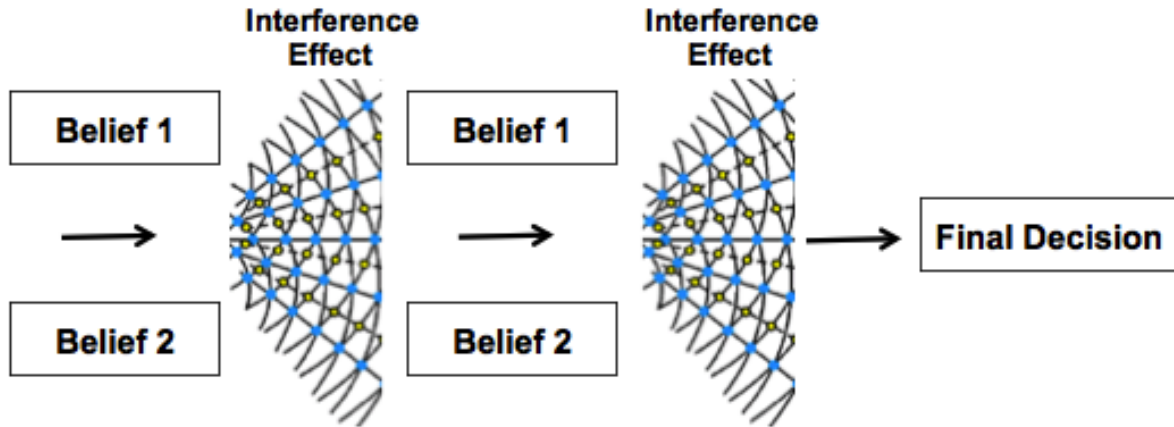 Interference
Effect
Interference
Effect
Belief 1
Belief 1
Final Decision
Belief 2
Belief 2